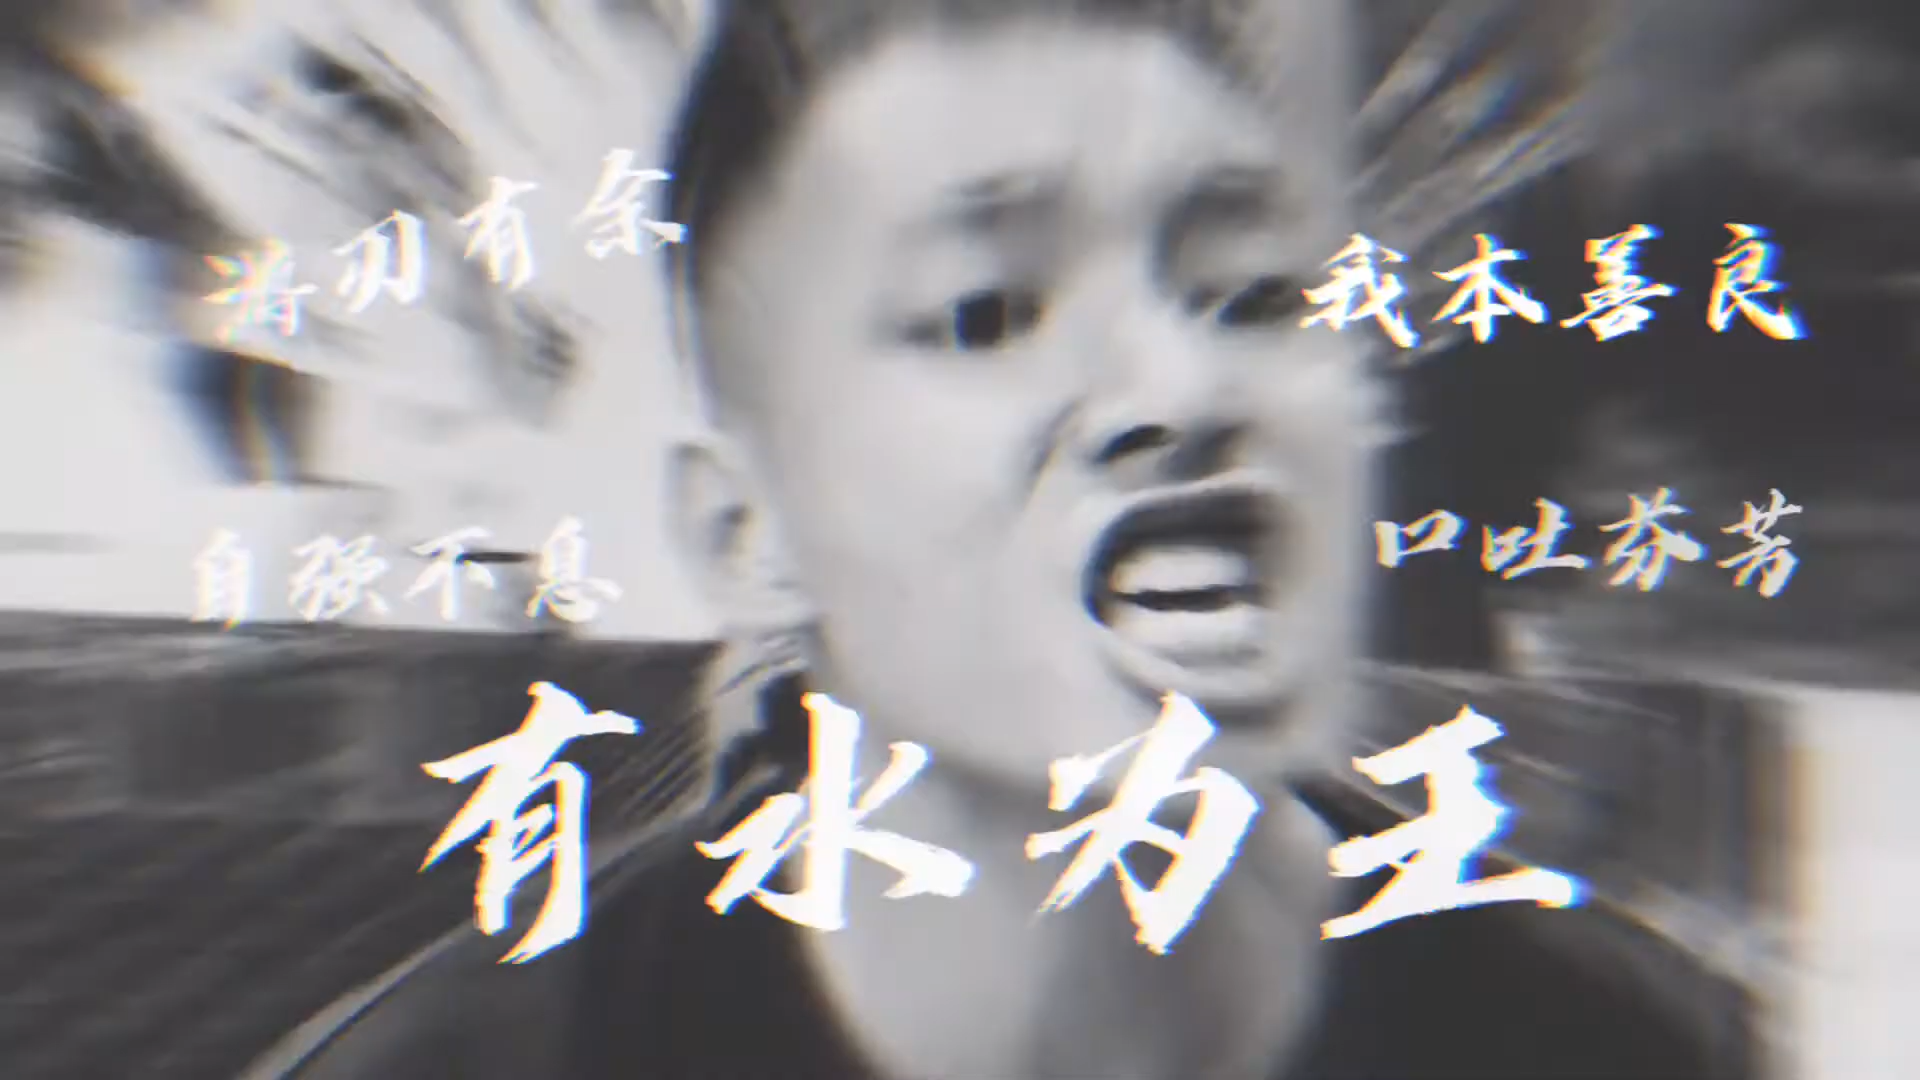 游刃有余
我本善良
自强不息
口吐芬芳
有水为王